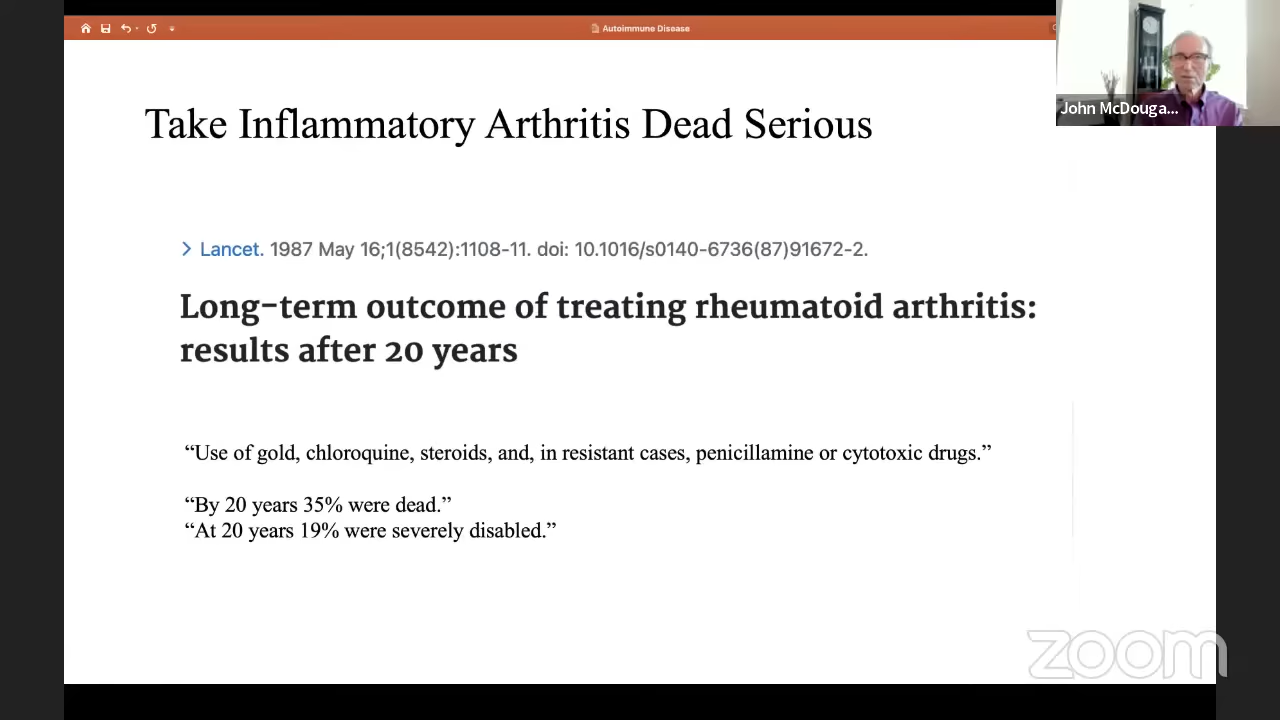 Autoimmune Disease
John McDouga...
Take Inflammatory Arthritis Dead Serious
Lancet. 1987 May 16;1(8542):1108-11. doi: 10.1016/s0140-6736(87)91672-2.
Long-term outcome of treating rheumatoid arthritis:
results after 20 years
“Use of gold, chloroquine, steroids, and, in resistant cases, penicillamine or cytotoxic drugs.”
“By 20 years 35% were dead.”
“At 20 years 19% were severely disabled.”
zoom